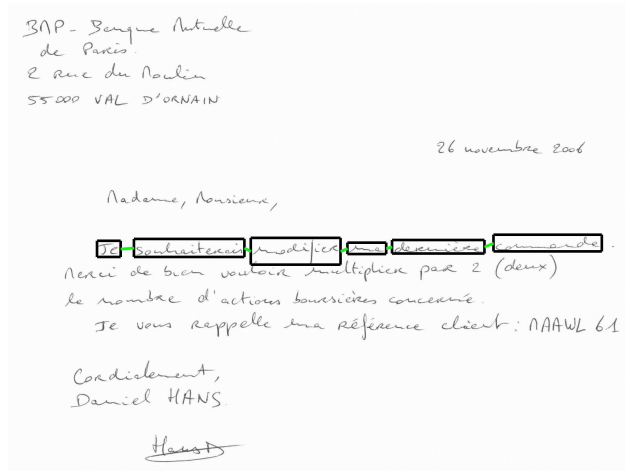 BMP - Banque Mutuelle
de Paris.
2 rue du Moulin
55000 VAL D'ORNAIN
26 novembre 2006
Madame, Monsieur,
Je souhaiterais modifier ma dernière commande.
Merci de bien vouloir multiplier par 2 (deux)
le nombre d'actions boursières concerné.
Je vous rappelle ma référence client : MAAWL 61
Cordialement,
Daniel HANS.
Hans D